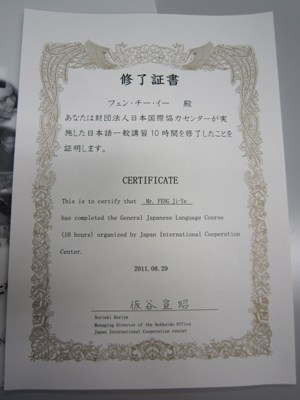 修了証書
フェン・チー・イー 殿
あなたは財団法人日本国際協力センターが実
施した日本語一般講習10時間を修了したことを
証明します。
CERTIFICATE
This is to certify that Mr. FENG Ji-Ye
has completed the General Japanese Language Course
(10 hours) organized by Japan International Cooperation
Center.
2011.08.29
Managing Director of the Hokkaido Office
Japan International Cooperation center